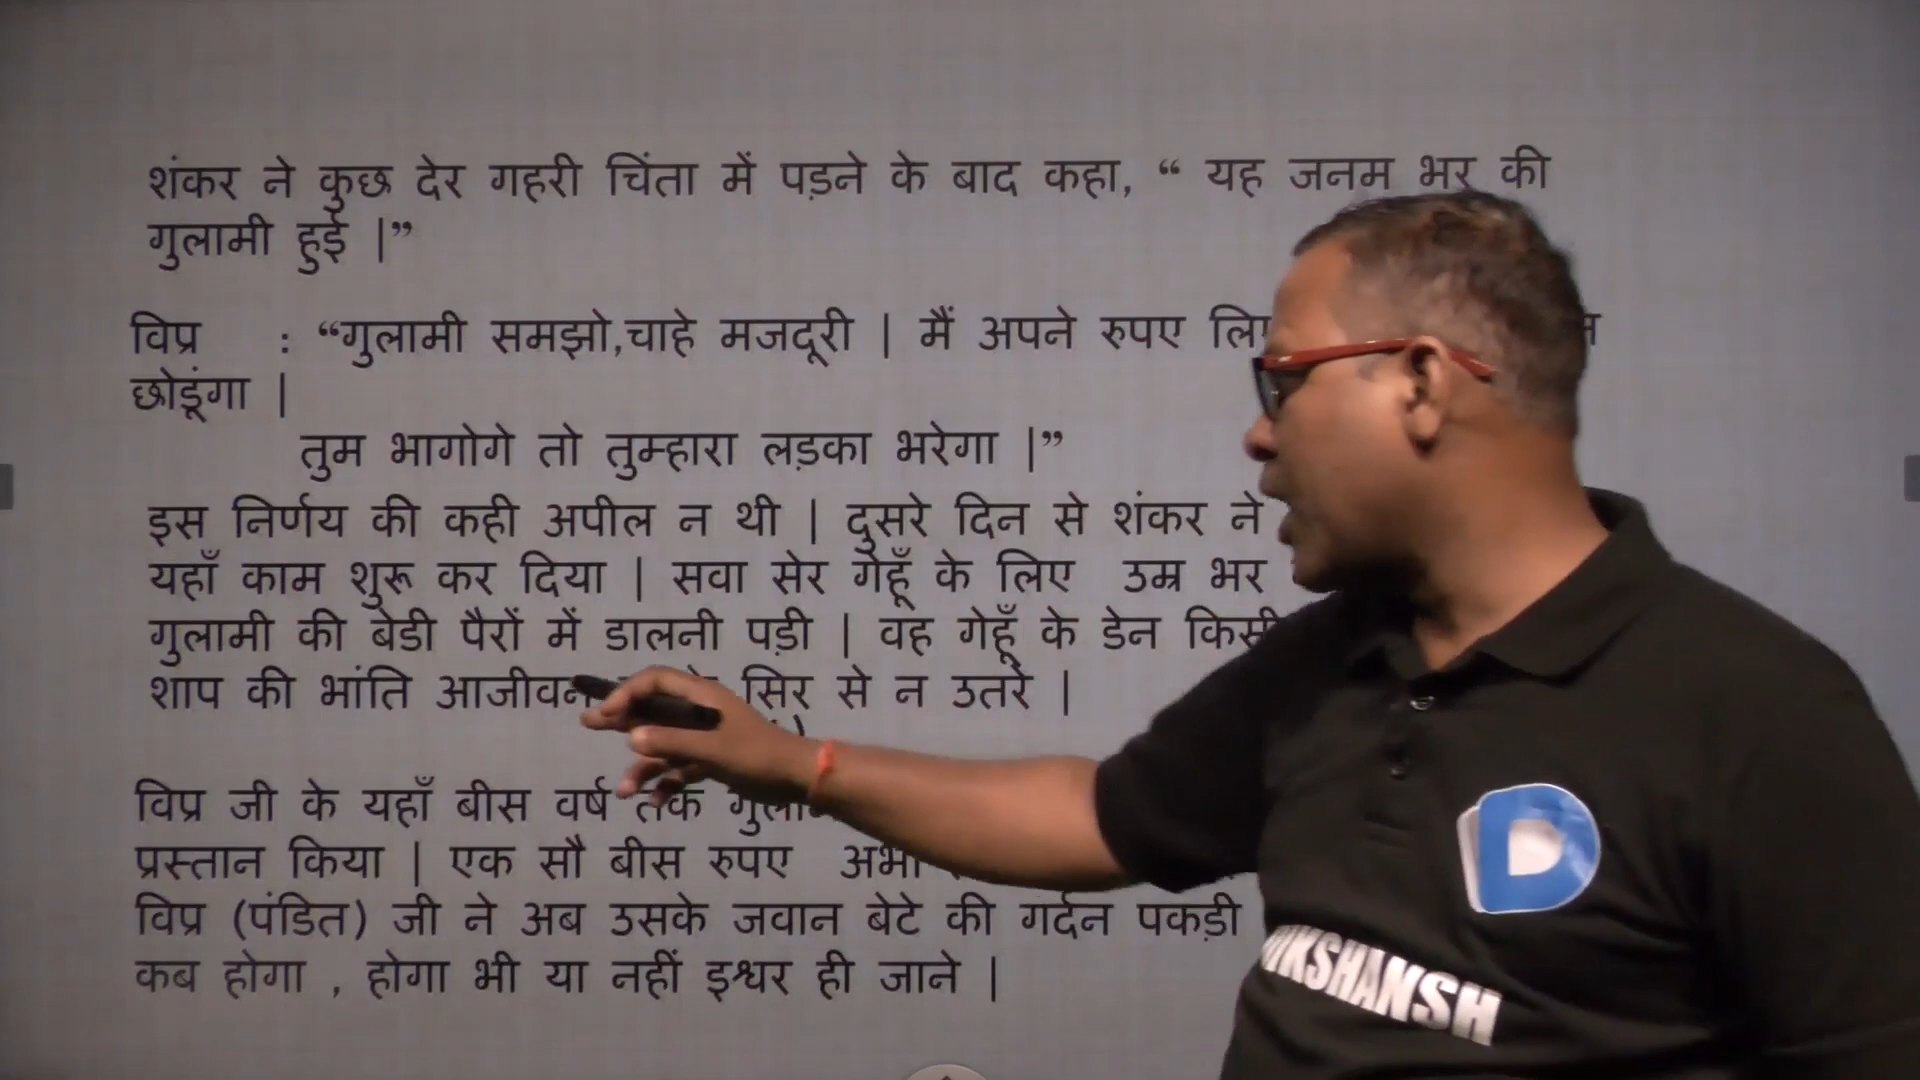 शंकर ने कुछ देर गहरी चिंता में पड़ने के बाद कहा, “ यह जनम भर की
गुलामी हुई |”
विप्र : “गुलामी समझो,चाहे मजदूरी | मैं अपने रुपए
छोडूंगा |
तुम भागोगे तो तुम्हारा लड़का भरेगा |”
इस निर्णय की कही अपील न थी | दुसरे दिन से शंकर ने
यहाँ काम शुरू कर दिया | सवा सेर गेहूँ के लिए उम्र भर
गुलामी की बेडी पैरों में डालनी पड़ी | वह गेहूँ के डेन
शाप की भांति सिर से न उतरे |
विप्र जी के यहाँ बीस वर्ष तक
प्रस्तान किया | एक सौ बीस रुपए
विप्र (पंडित) जी ने अब उसके जवान बेटे की गर्दन पकड़ी
कब होगा , होगा भी या नहीं इश्वर ही जाने |
D